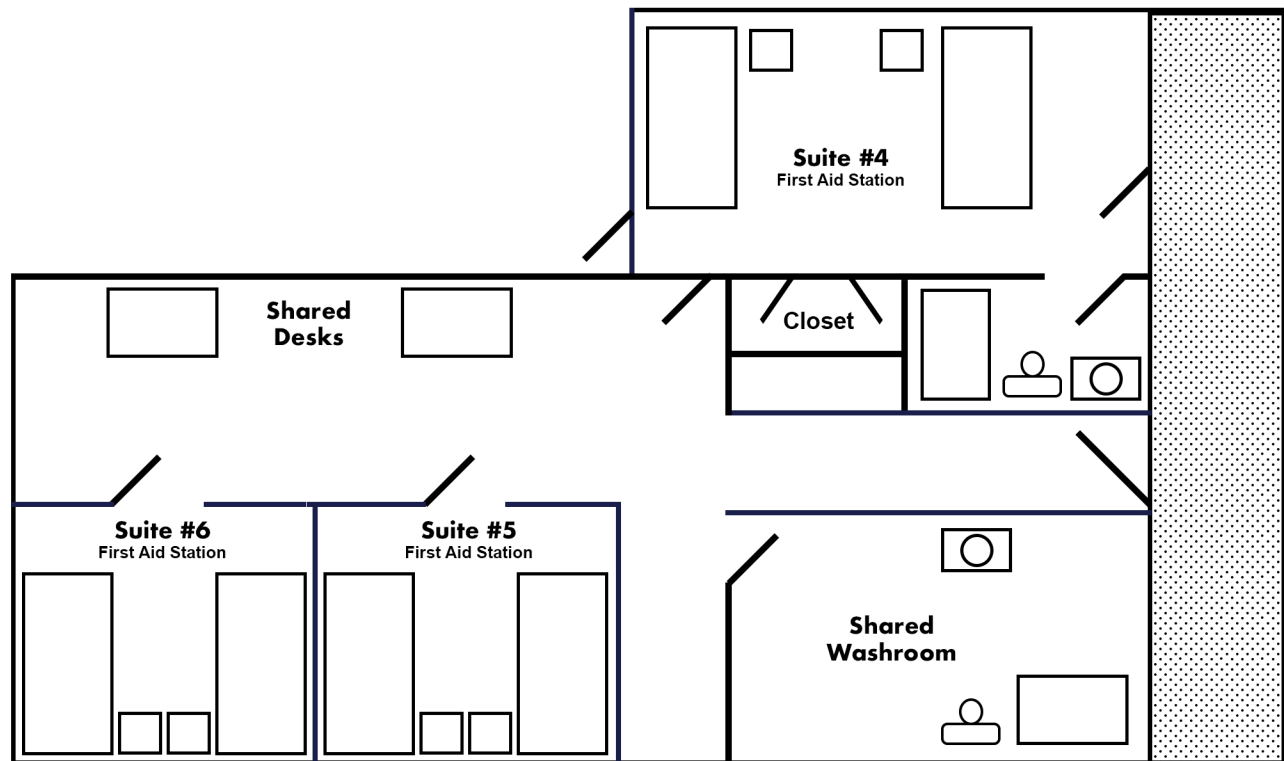 Suite #4
First Aid Station
Shared
Desks
Closet
Suite #6
First Aid Station
Suite #5
First Aid Station
Shared
Washroom